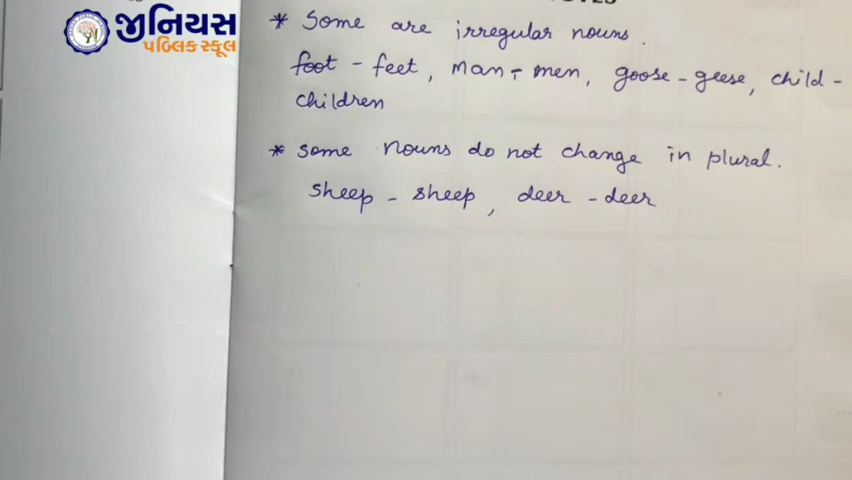 જીનિયસ
પબ્લિક સ્કૂલ
* Some are irregular nouns.
foot - feet, man - men, goose - geese, child -
children
* Some nouns do not change in plural.
sheep - sheep, deer - deer